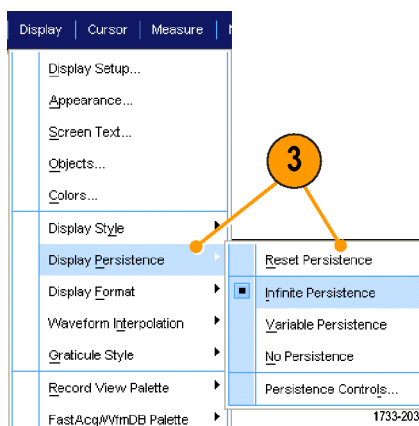 Display Cursor Measure
Display Setup...
Appearance...
Screen Text...
Objects...
3
Colors...
Display Style
Display Persistence
Reset Persistence
Display Format
Infinite Persistence
Waveform Interpolation
Variable Persistence
Graticule Style
No Persistence
Record View Palette
Persistence Controls...
FastAcq/WfmDB Palette
1733-203